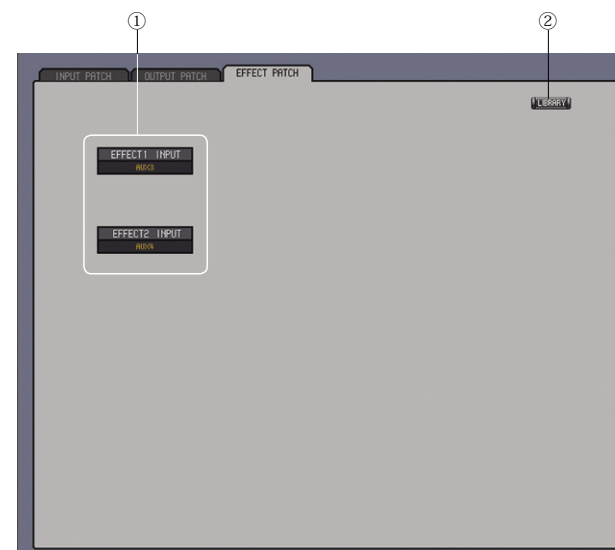 ① ②
INPUT PATCH OUTPUT PATCH EFFECT PATCH
LIBRARY
EFFECT1 INPUT
AUX3
EFFECT2 INPUT
AUX4